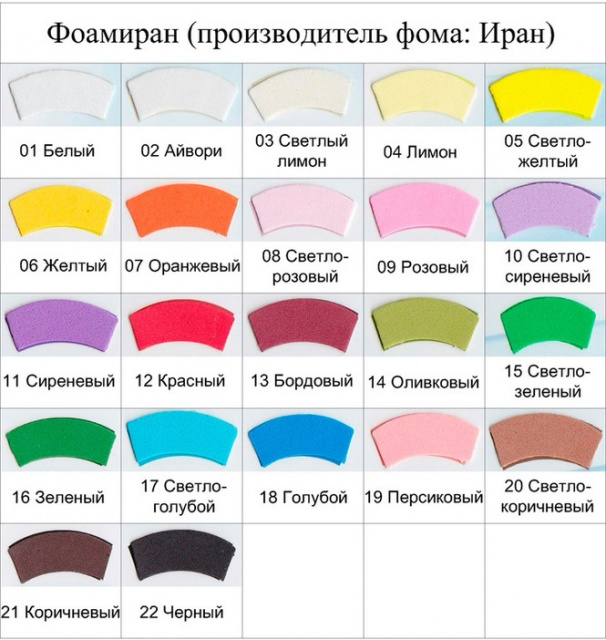 Фоамиран (производитель фома: Иран)
01 Белый
02 Айвори
03 Светлый
лимон
04 Лимон
05 Светло-
желтый
06 Желтый
07 Оранжевый
08 Светло-
розовый
09 Розовый
10 Светло-
сиреневый
11 Сиреневый
12 Красный
13 Бордовый
14 Оливковый
15 Светло-
зеленый
16 Зеленый
17 Светло-
голубой
18 Голубой
19 Персиковый
20 Светло-
коричневый
21 Коричневый
22 Черный